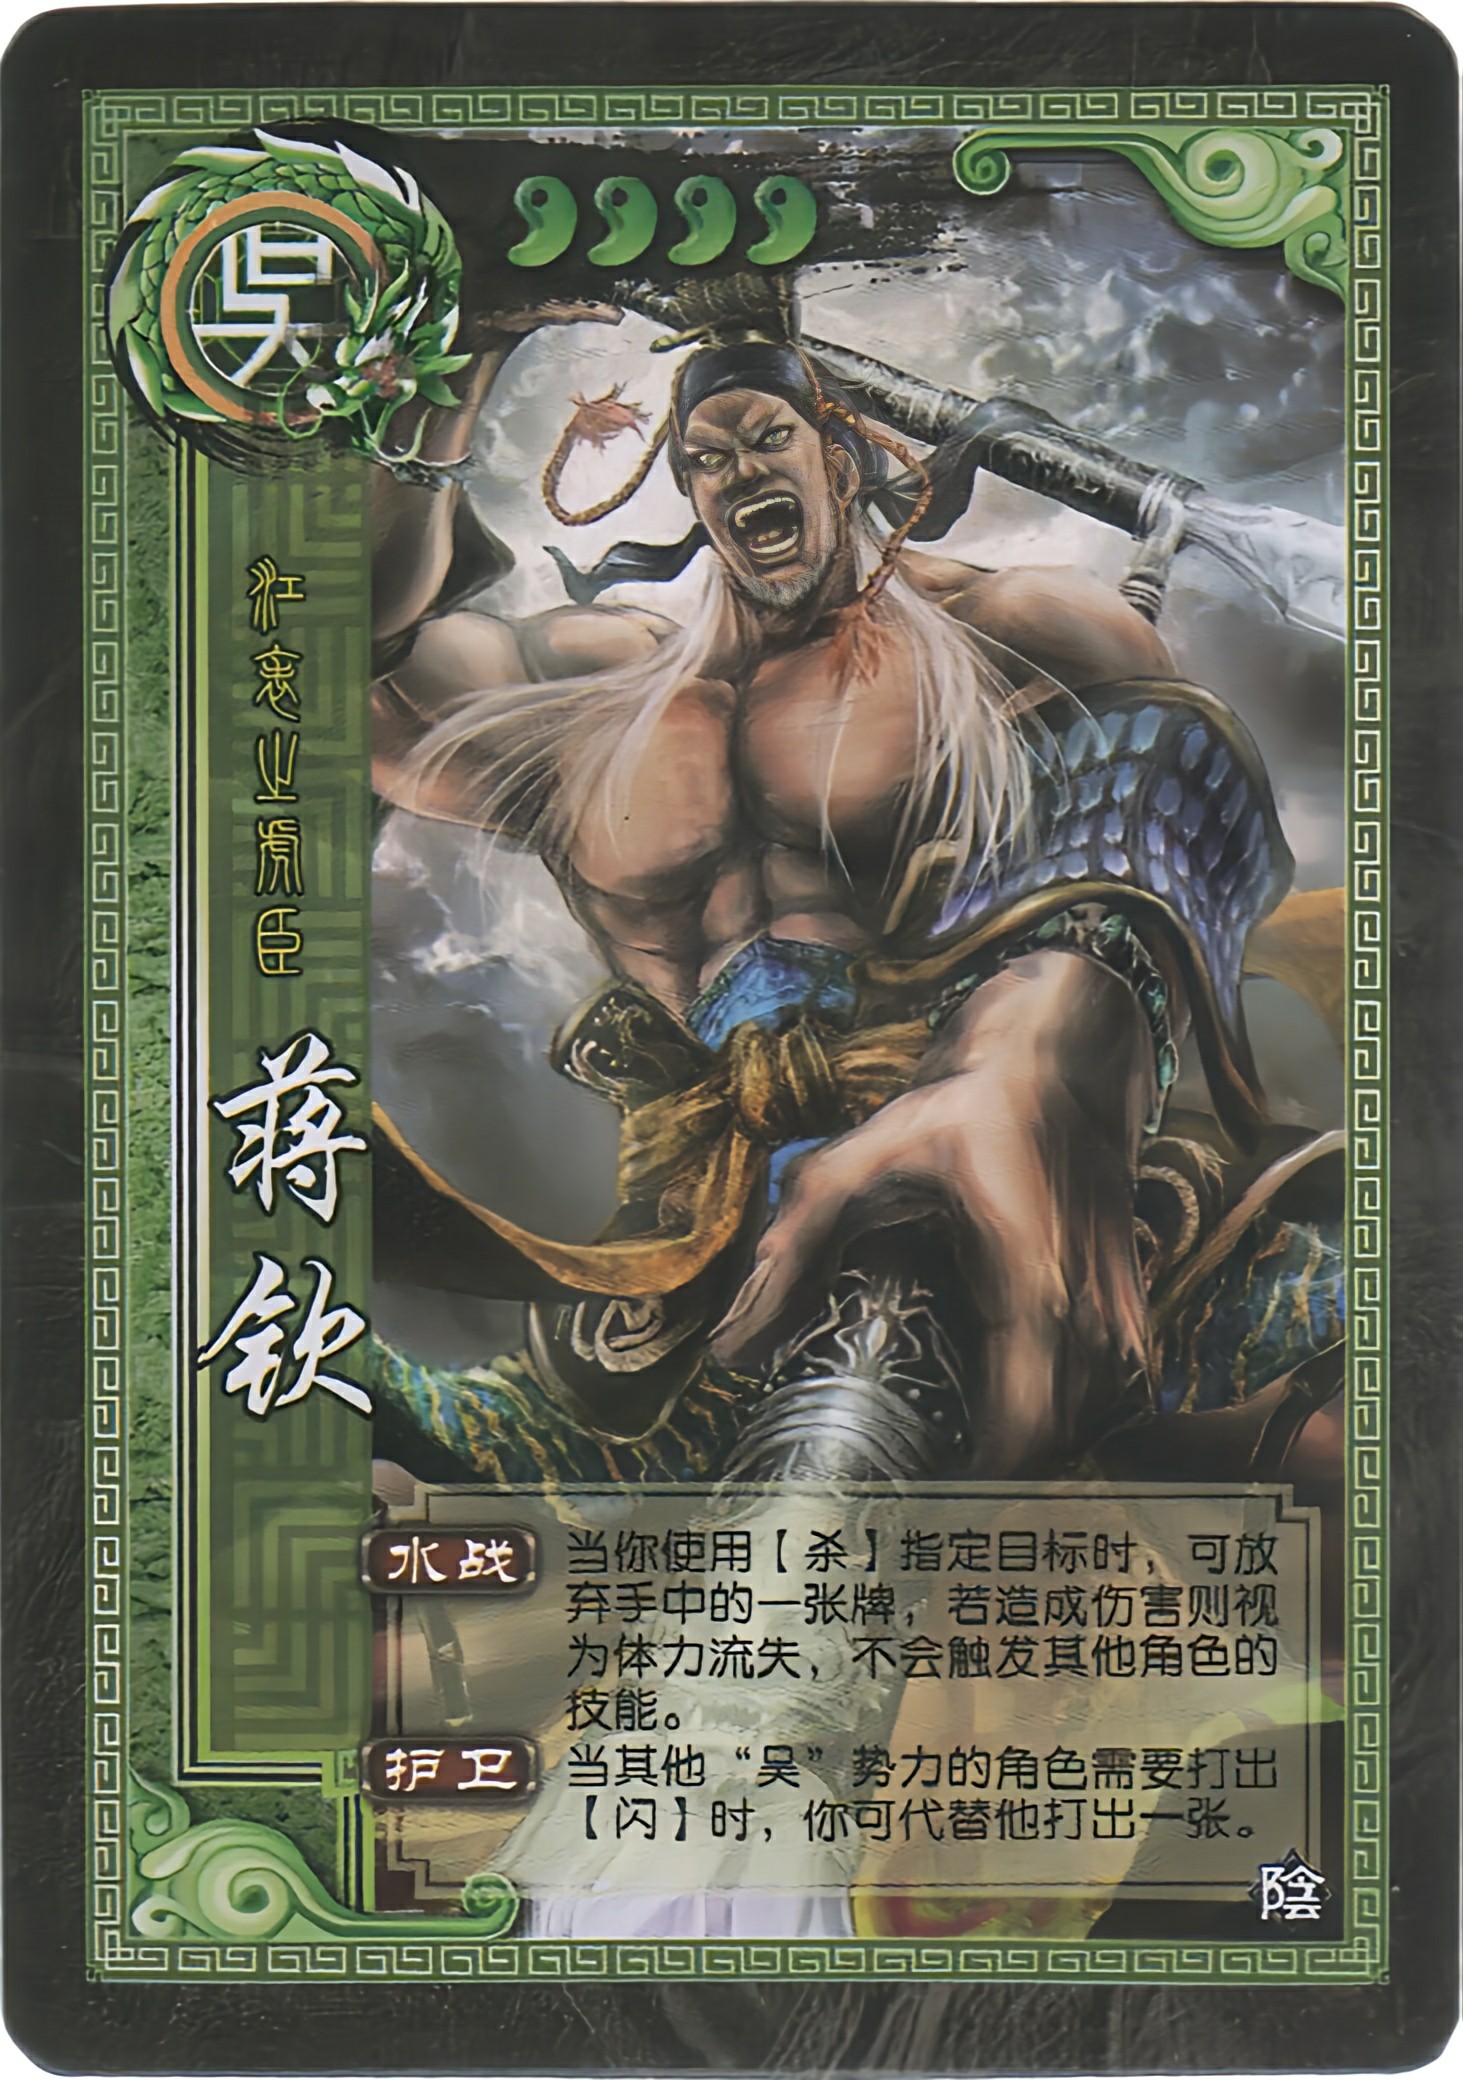 吴
江表之虎臣
蒋钦
水战
当你使用【杀】指定目标时，可放
弃手中的一张牌，若造成伤害则视
为体力流失，不会触发其他角色的
技能。
护卫
当其他“吴”势力的角色需要打出
【闪】时，你可代替他打出一张。
陰